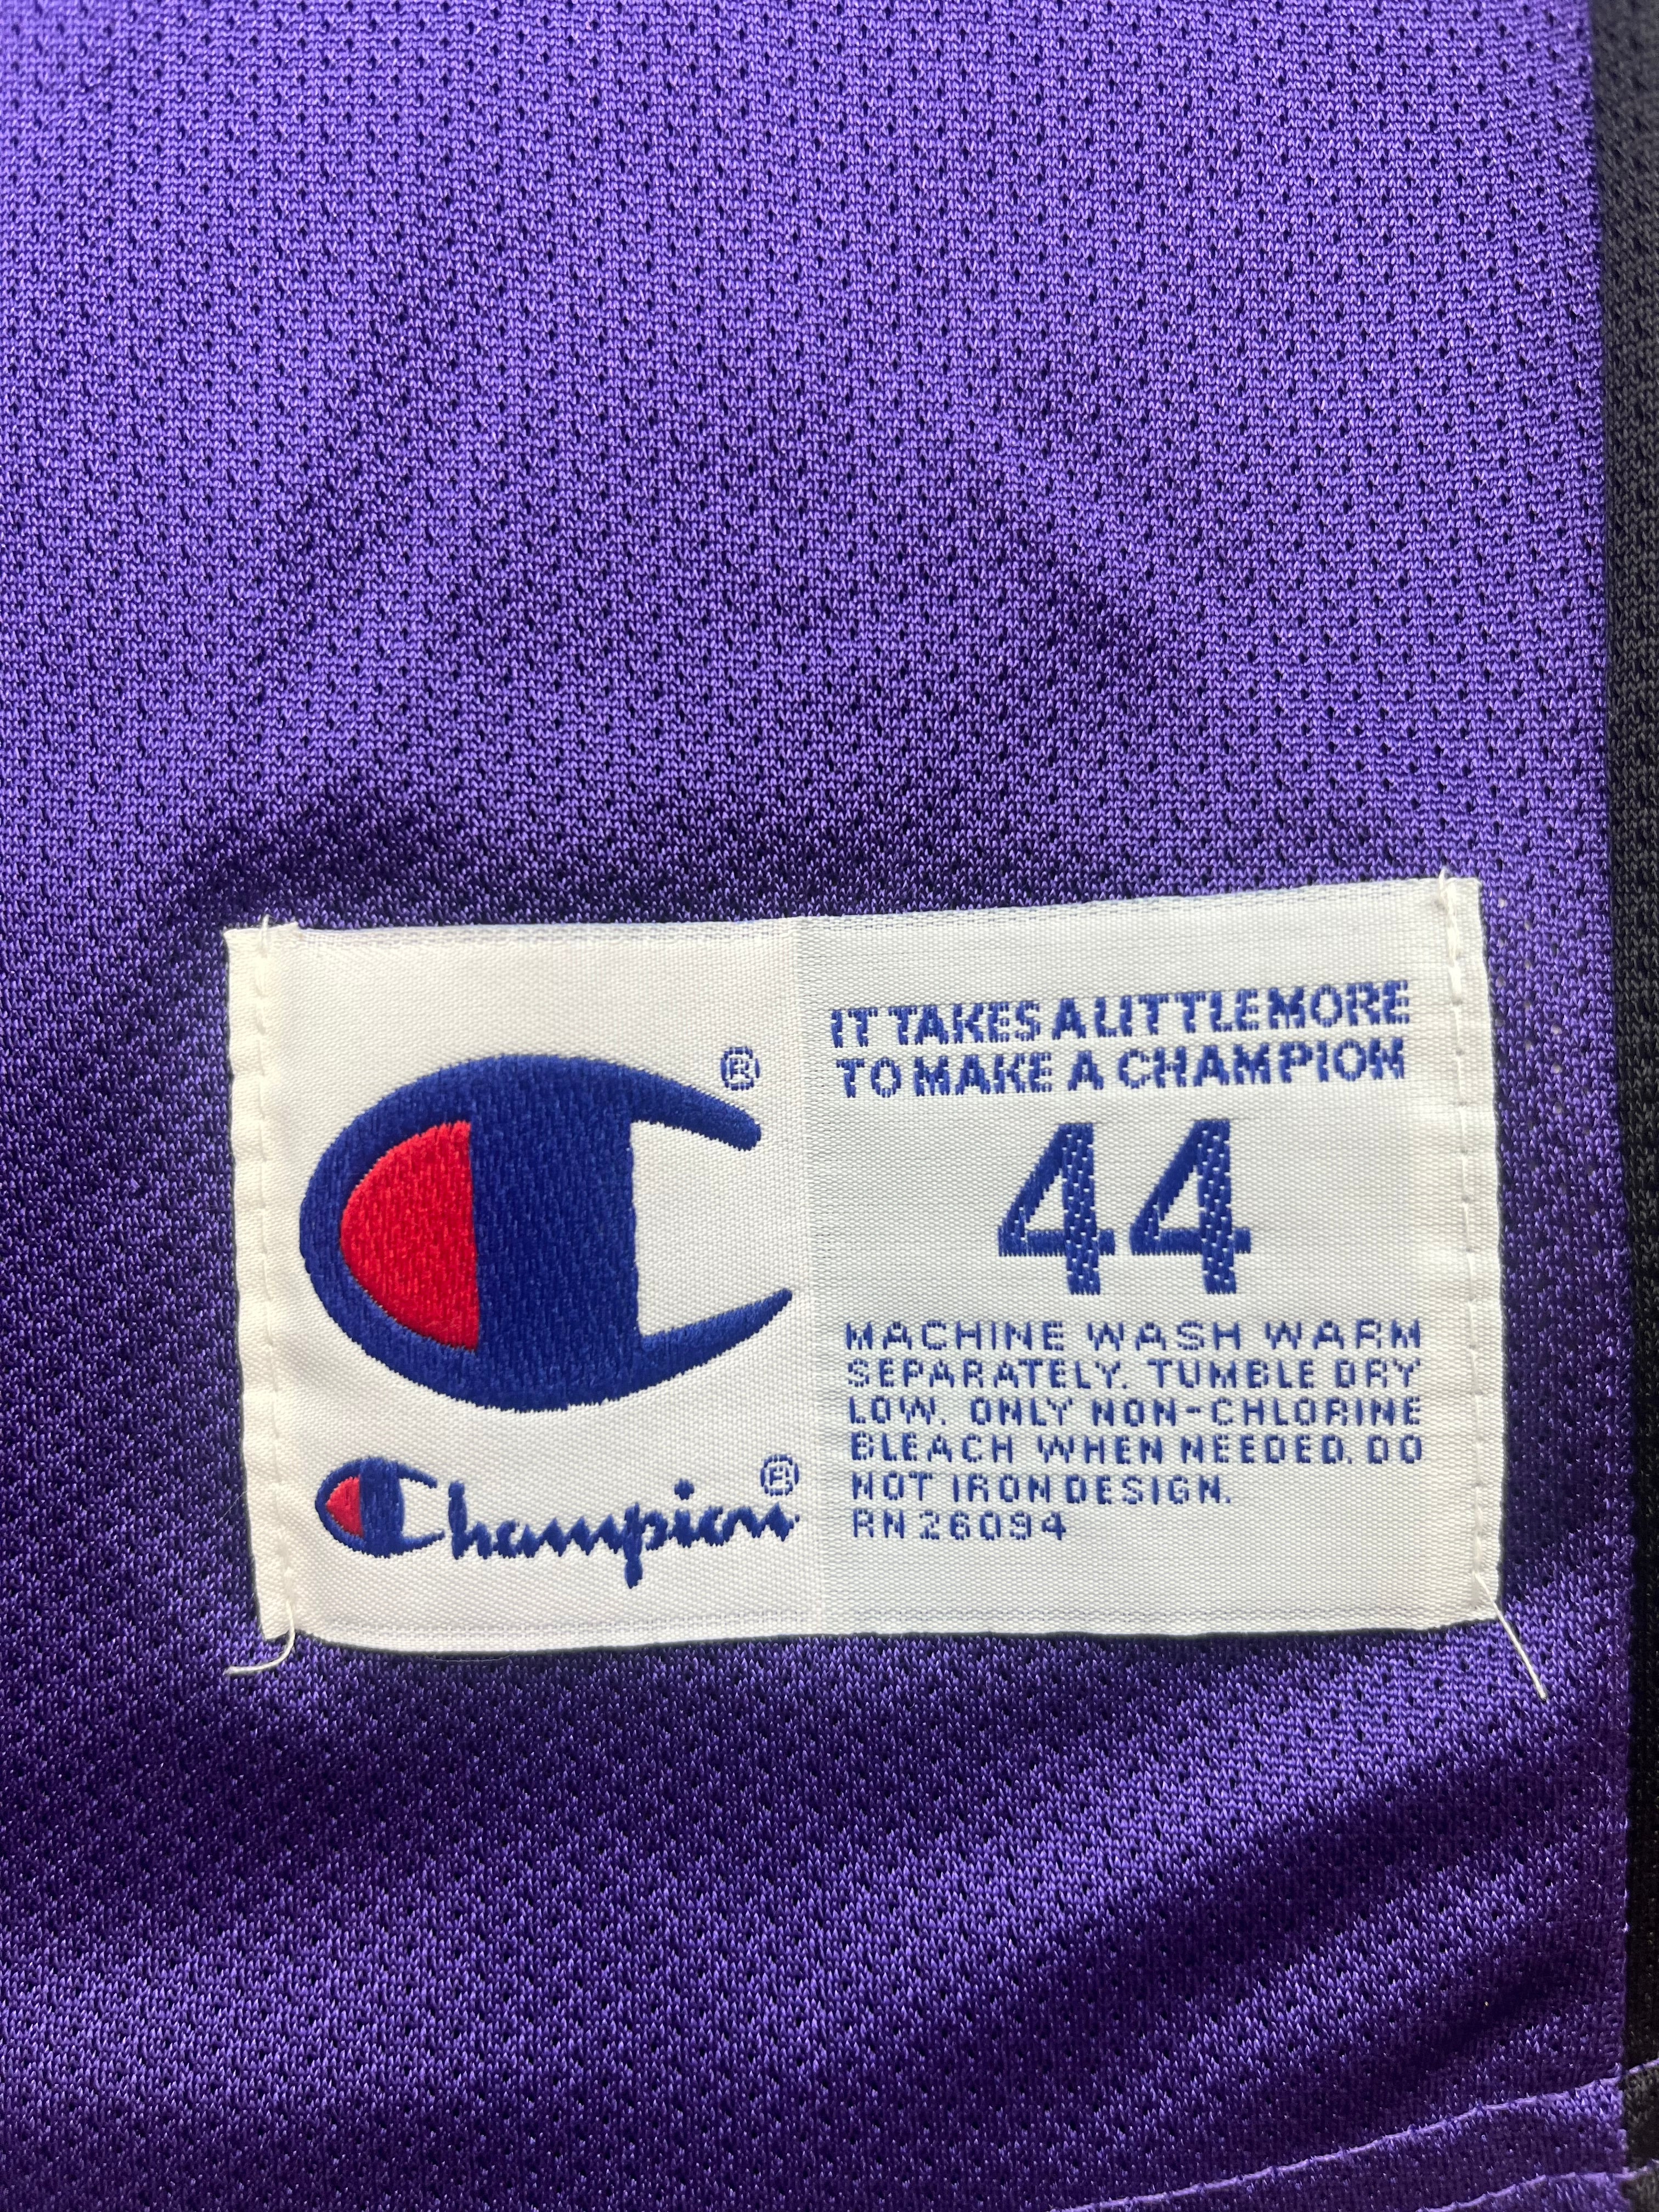 ®
Champion®
IT TAKES A LITTLE MORE
TO MAKE A CHAMPION
44
MACHINE WASH WARM
SEPARATELY. TUMBLE DRY
LOW. ONLY NON-CHLORINE
BLEACH WHEN NEEDED. DO
NOT IRON DESIGN.
RN 26094